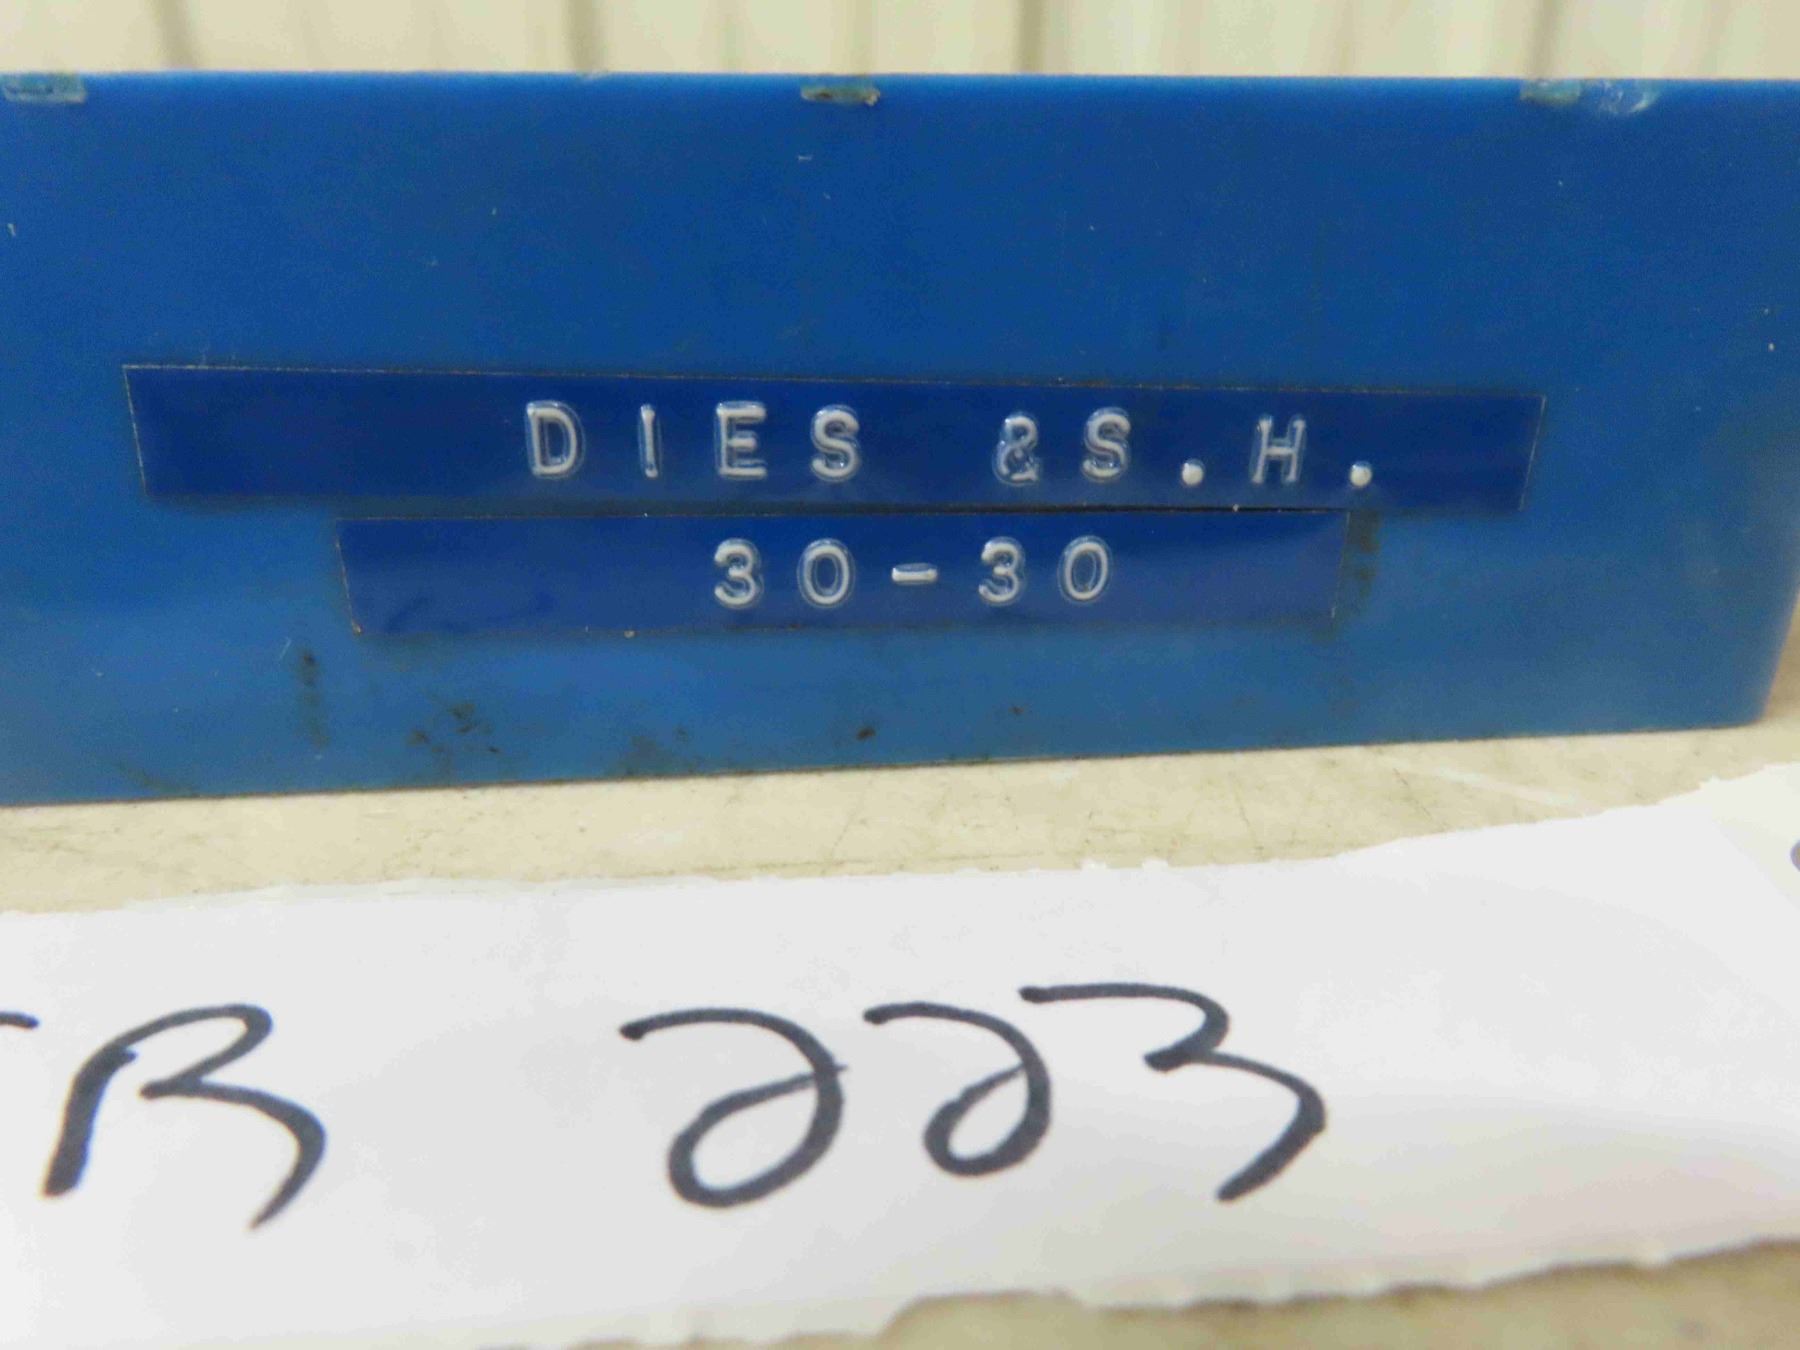 DIES &S.H.
30-30
R 223